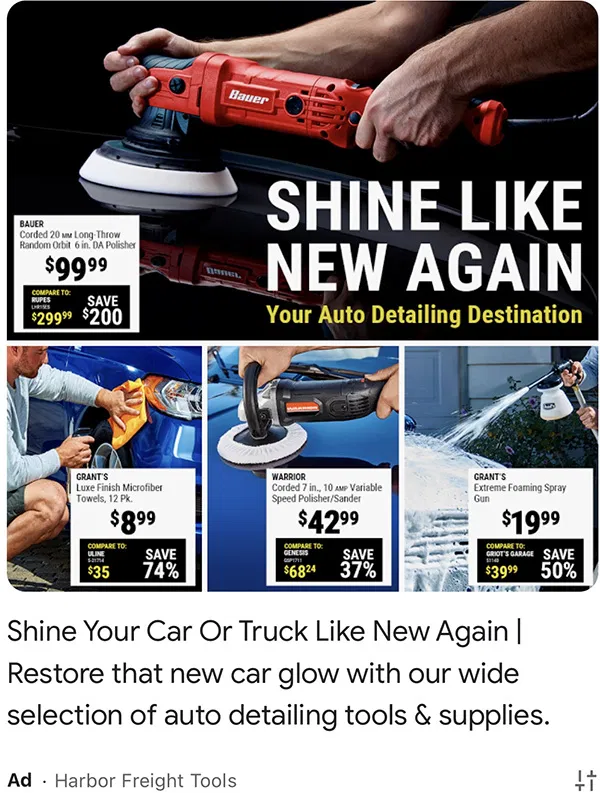 Bauer
SHINE LIKE
NEW AGAIN
Your Auto Detailing Destination
BAUER
Corded 20 MM Long-Throw
Random Orbit 6 in. DA Polisher
$9999
COMPARE TO:
RUPES
$29999
SAVE
$200
GRANT'S
Luxe Finish Microfiber
Towels, 12 Pk.
$899
COMPARE TO:
ULINE
$35
SAVE
74%
WARRIOR
Corded 7 in., 10 AMP Variable
Speed Polisher/Sander
$4299
COMPARE TO:
GENESIS
$6824
SAVE
37%
GRANT'S
Extreme Foaming Spray
Gun
$1999
COMPARE TO:
GRIOT'S GARAGE
$3999
SAVE
50%
Shine Your Car Or Truck Like New Again |
Restore that new car glow with our wide
selection of auto detailing tools & supplies.
Ad · Harbor Freight Tools